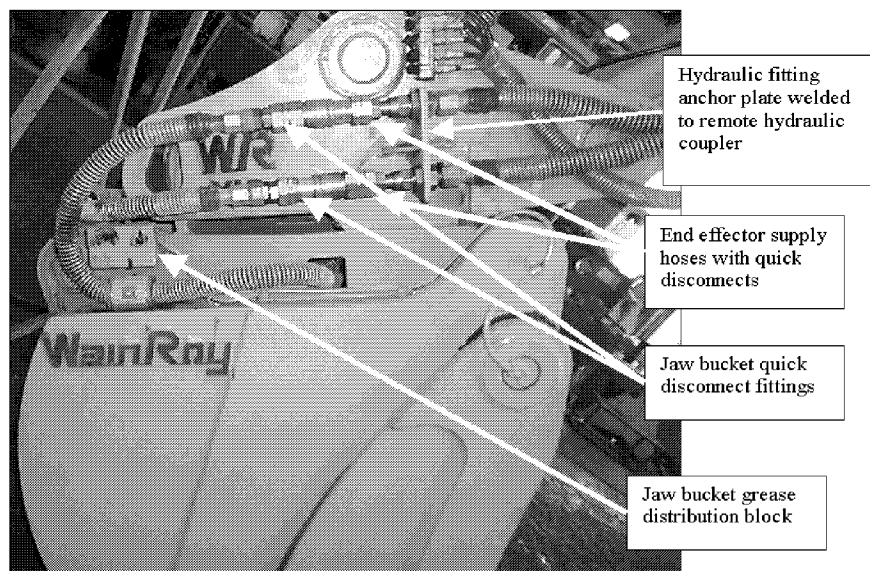 Hydraulic fitting
anchor plate welded
to remote hydraulic
coupler
WR
End effector supply
hoses with quick
disconnects
WainRoy
Jaw bucket quick
disconnect fittings
Jaw bucket grease
distribution block